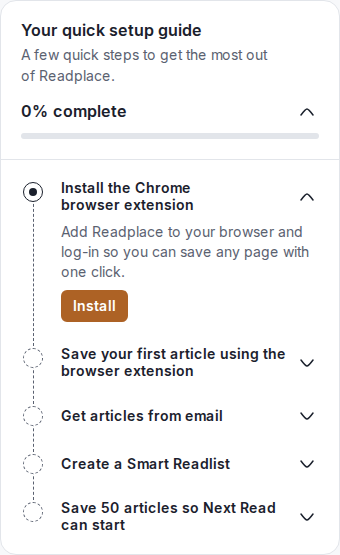 Your quick setup guide
A few quick steps to get the most out
of Readplace.
0% complete
Install the Chrome
browser extension
Add Readplace to your browser and
log-in so you can save any page with
one click.
Install
Save your first article using the
browser extension
Get articles from email
Create a Smart Readlist
Save 50 articles so Next Read
can start